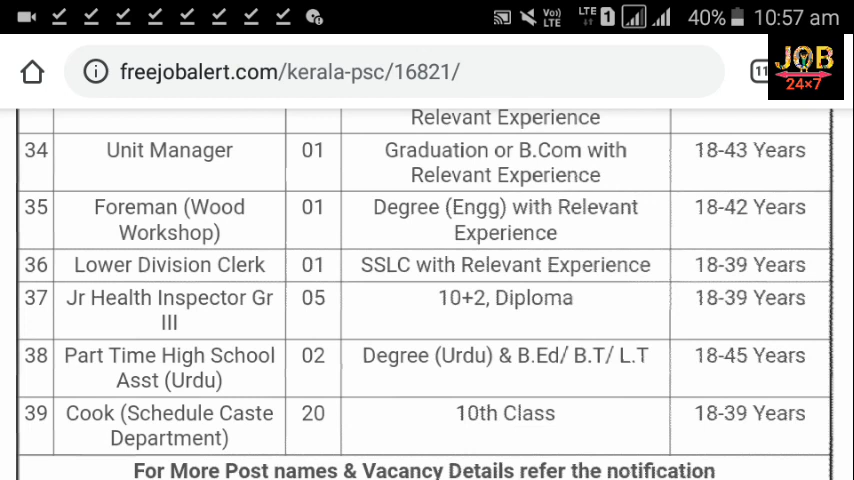 Vo)) LTE LTE 1 40% 10:57 am
freejobalert.com/kerala-psc/16821/
11
JOB
24×7
Relevant Experience
34 Unit Manager 01 Graduation or B.Com with 18-43 Years
Relevant Experience
35 Foreman (Wood 01 Degree (Engg) with Relevant 18-42 Years
Workshop) Experience
36 Lower Division Clerk 01 SSLC with Relevant Experience 18-39 Years
37 Jr Health Inspector Gr 05 10+2, Diploma 18-39 Years
III
38 Part Time High School 02 Degree (Urdu) & B.Ed/ B.T/ L.T 18-45 Years
Asst (Urdu)
39 Cook (Schedule Caste 20 10th Class 18-39 Years
Department)
For More Post names & Vacancy Details refer the notification